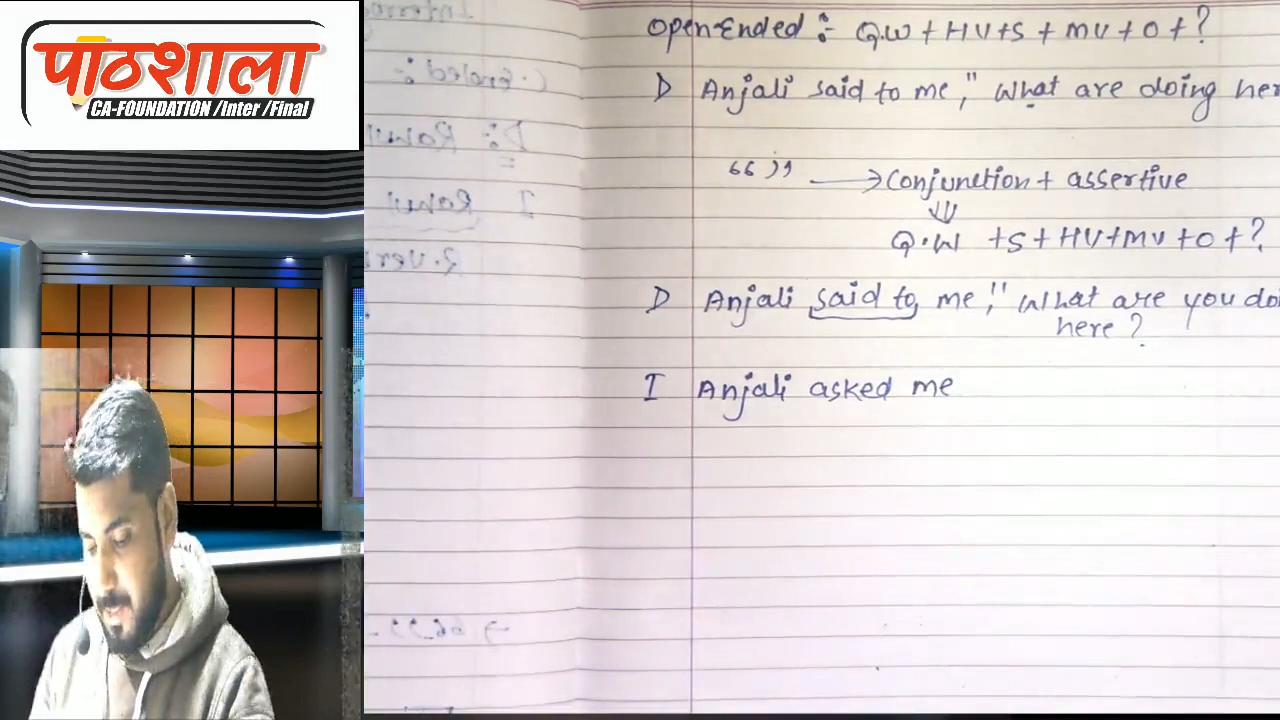 पाठशाला
CA-FOUNDATION /Inter /Final
Open-Ended :- Q.W + HV + S + MV + O + ?
D Anjali said to me," What are doing her
“ ” → Conjunction + assertive
⇓
Q.W + S + HV + MV + O + ?
D Anjali said to me," What are you doi
here ?
I Anjali asked me